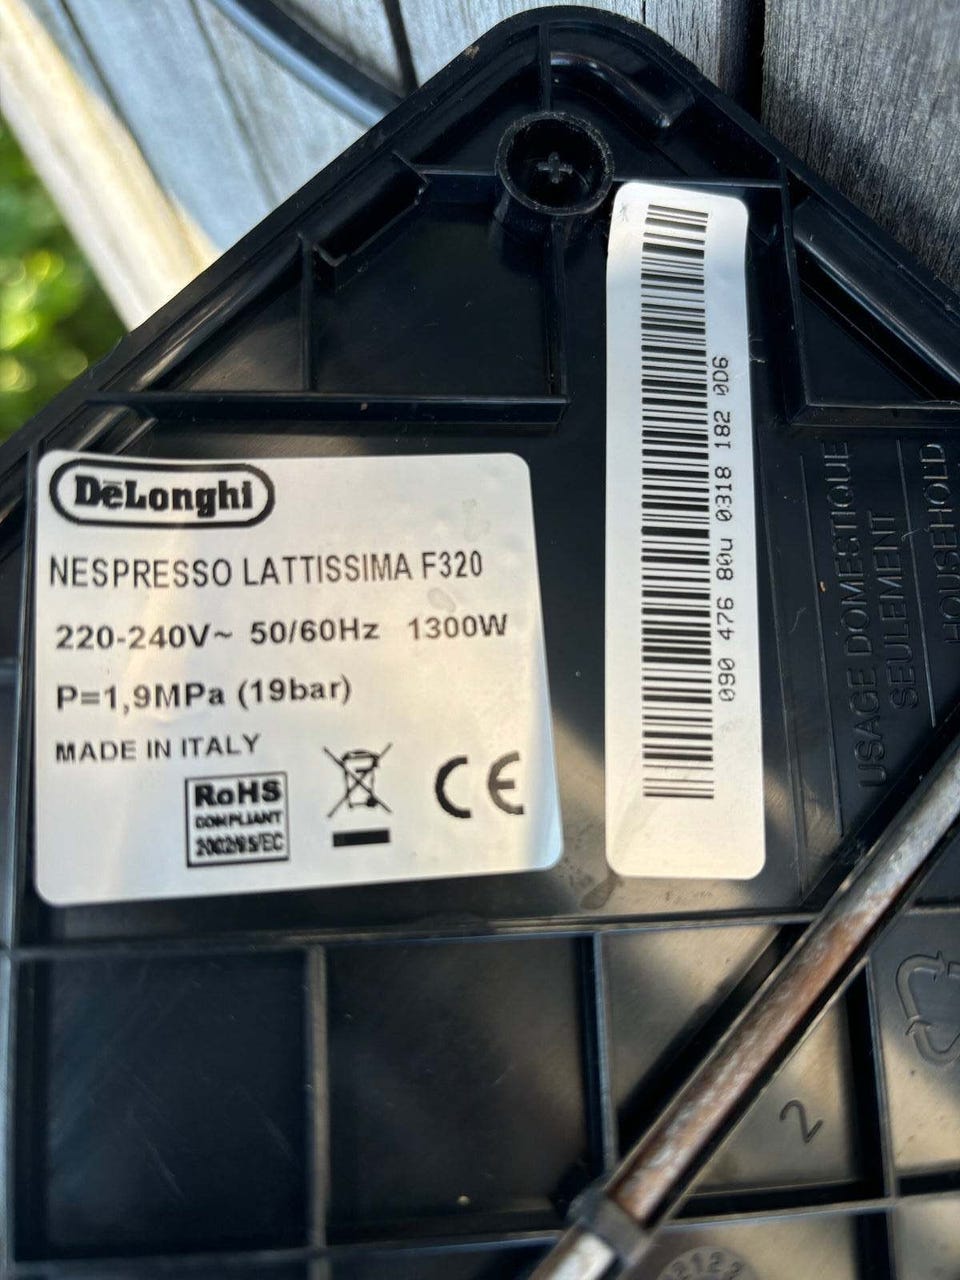 DeLonghi
NESPRESSO LATTISSIMA F320
220-240V~ 50/60Hz 1300W
P=1,9MPa (19bar)
MADE IN ITALY
RoHS
COMPLIANT
2002/95/EC
CE
090 476 80u 0318 182 0D6
USAGE DOMESTIQUE
SEULEMENT
HOUSEHOLD
2